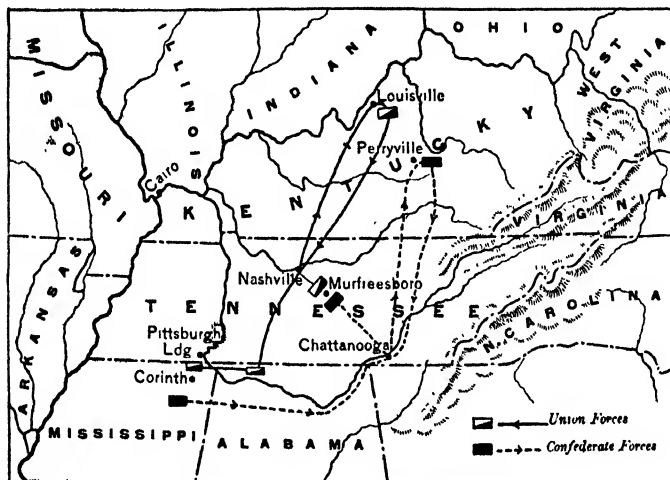 MISSOURI
ILLINOIS
INDIANA
OHIO
WEST VIRGINIA
Louisville
Perryville
Cairo
KENTUCKY
VIRGINIA
ARKANSAS
Nashville
Murfreesboro
TENNESSEE
N. CAROLINA
Pittsburgh
Ldg
Chattanooga
Corinth
MISSISSIPPI
ALABAMA
Union Forces
Confederate Forces